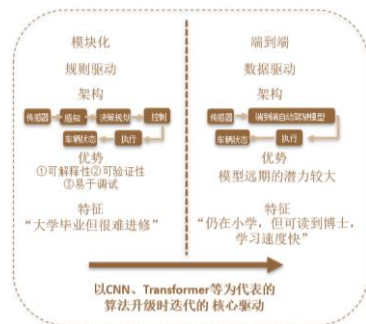 模块化
规则驱动
架构
传感器 感知 决策规划 控制
车辆状态 执行
优势
①可解释性②可验证性
③易于调试
特征
“大学毕业但很难进修”
端到端
数据驱动
架构
传感器 端到端自动驾驶模型
车辆状态 执行
优势
模型远期的潜力较大
特征
“仍在小学，但可读到博士，
学习速度快”
以CNN、Transformer等为代表的
算法升级时迭代的 核心驱动